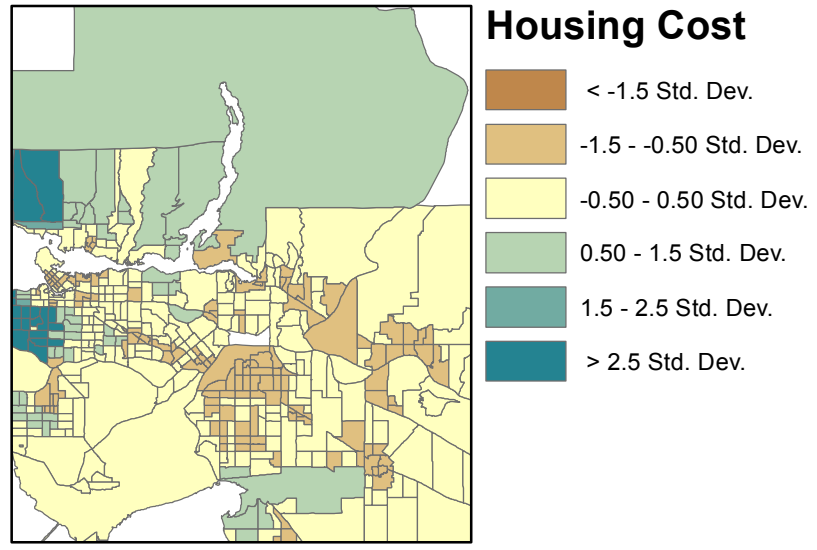 Housing Cost
< -1.5 Std. Dev.
-1.5 - -0.50 Std. Dev.
-0.50 - 0.50 Std. Dev.
0.50 - 1.5 Std. Dev.
1.5 - 2.5 Std. Dev.
> 2.5 Std. Dev.